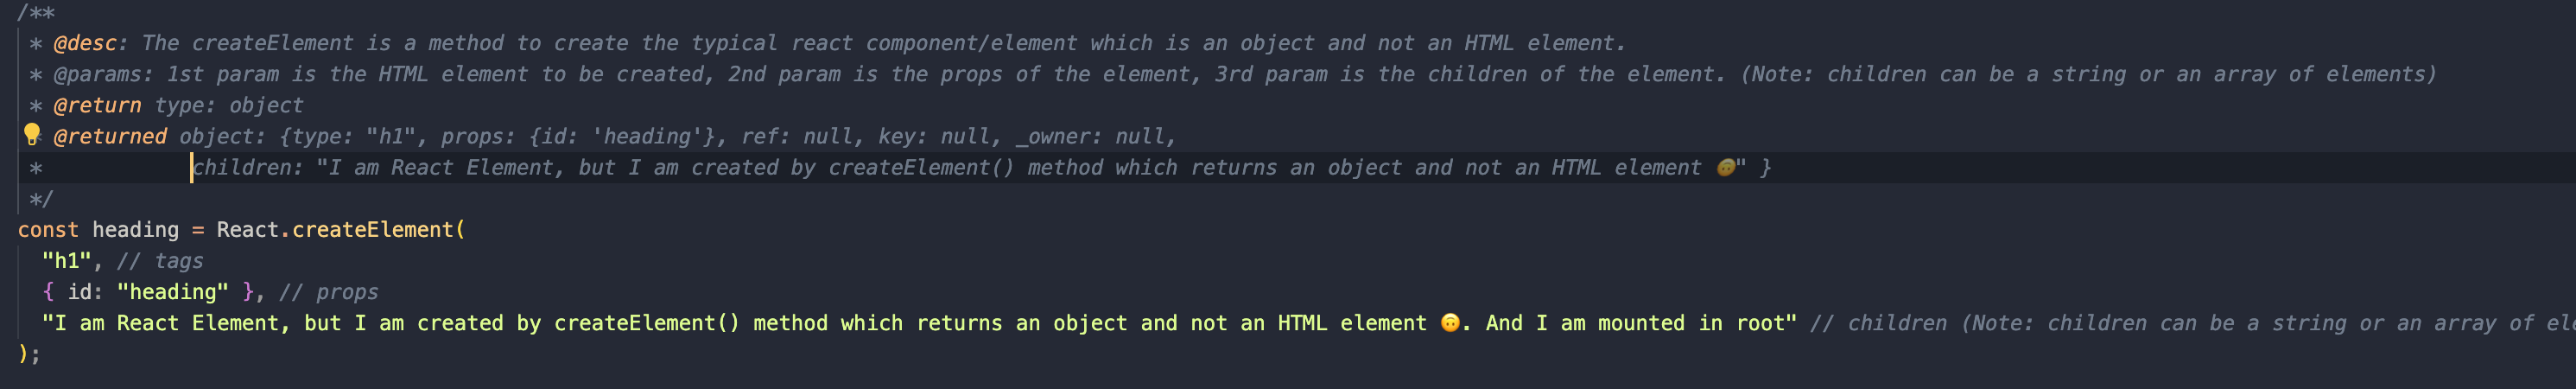 /**
* @desc: The createElement is a method to create the typical react component/element which is an object and not an HTML element.
* @params: 1st param is the HTML element to be created, 2nd param is the props of the element, 3rd param is the children of the element. (Note: children can be a string or an array of elements)
* @return type: object
@returned object: {type: "h1", props: {id: 'heading'}, ref: null, key: null, _owner: null,
* children: "I am React Element, but I am created by createElement() method which returns an object and not an HTML element 🙃" }
*/
const heading = React.createElement(
"h1", // tags
{ id: "heading" }, // props
"I am React Element, but I am created by createElement() method which returns an object and not an HTML element 🙃. And I am mounted in root" // children (Note: children can be a string or an array of
);